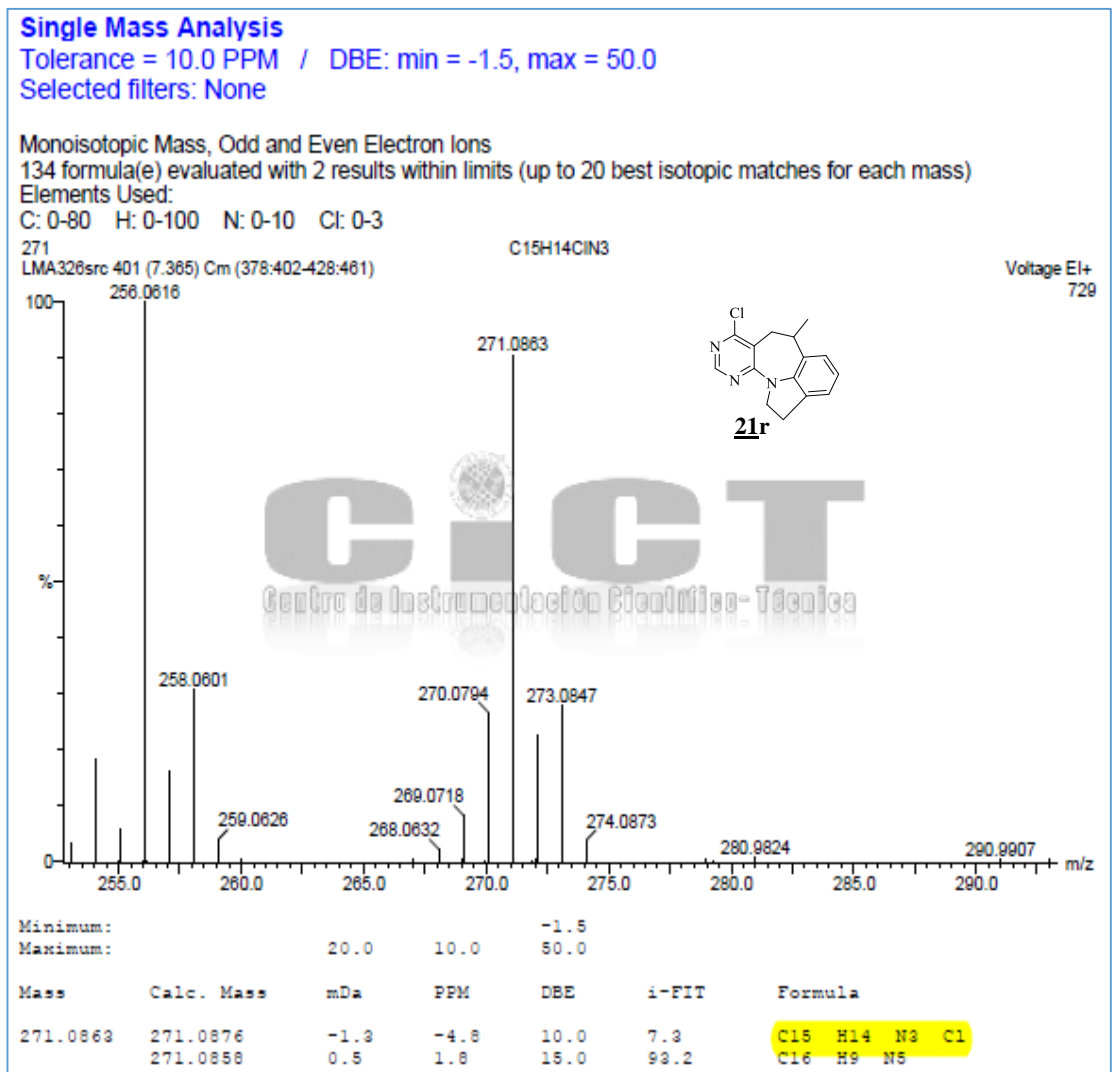 Single Mass Analysis
Tolerance = 10.0 PPM / DBE: min = -1.5, max = 50.0
Selected filters: None
Monoisotopic Mass, Odd and Even Electron Ions
134 formula(e) evaluated with 2 results within limits (up to 20 best isotopic matches for each mass)
Elements Used:
C: 0-80 H: 0-100 N: 0-10 Cl: 0-3
271 C15H14ClN3
LMA326src 401 (7.365) Cm (378:402-428:461) Voltage EI+
729
100
256.0616
271.0863
Cl
N
N
N
21r
CiCT
Centro de Instrumentación Científico-Técnica
%
258.0601
270.0794
273.0847
269.0718
259.0626
268.0632
274.0873
280.9824
290.9907
0
m/z
255.0 260.0 265.0 270.0 275.0 280.0 285.0 290.0
Minimum: -1.5
Maximum: 20.0 10.0 50.0
Mass Calc. Mass mDa PPM DBE i-FIT Formula
271.0863 271.0876 -1.3 -4.8 10.0 7.3 C15 H14 N3 Cl
271.0858 0.5 1.8 15.0 93.2 C16 H9 N5